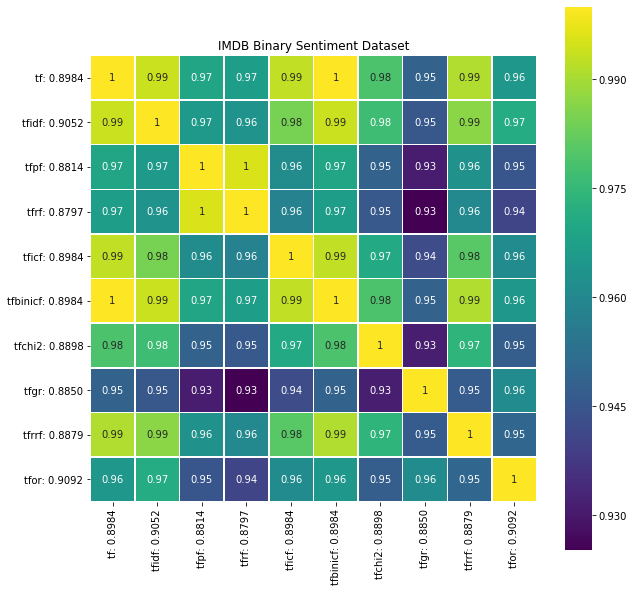 IMDB Binary Sentiment Dataset
tf: 0.8984 1 0.99 0.97 0.97 0.99 1 0.98 0.95 0.99 0.96
tfidf: 0.9052 0.99 1 0.97 0.96 0.98 0.99 0.98 0.95 0.99 0.97
tfpf: 0.8814 0.97 0.97 1 1 0.96 0.97 0.95 0.93 0.96 0.95
tfrf: 0.8797 0.97 0.96 1 1 0.96 0.97 0.95 0.93 0.96 0.94
tficf: 0.8984 0.99 0.98 0.96 0.96 1 0.99 0.97 0.94 0.98 0.96
tfbinicf: 0.8984 1 0.99 0.97 0.97 0.99 1 0.98 0.95 0.99 0.96
tfchi2: 0.8898 0.98 0.98 0.95 0.95 0.97 0.98 1 0.93 0.97 0.95
tfgr: 0.8850 0.95 0.95 0.93 0.93 0.94 0.95 0.93 1 0.95 0.96
tfrrf: 0.8879 0.99 0.99 0.96 0.96 0.98 0.99 0.97 0.95 1 0.95
tfor: 0.9092 0.96 0.97 0.95 0.94 0.96 0.96 0.95 0.96 0.95 1
tf: 0.8984
tfidf: 0.9052
tfpf: 0.8814
tfrf: 0.8797
tficf: 0.8984
tfbinicf: 0.8984
tfchi2: 0.8898
tfgr: 0.8850
tfrrf: 0.8879
tfor: 0.9092
0.990
0.975
0.960
0.945
0.930